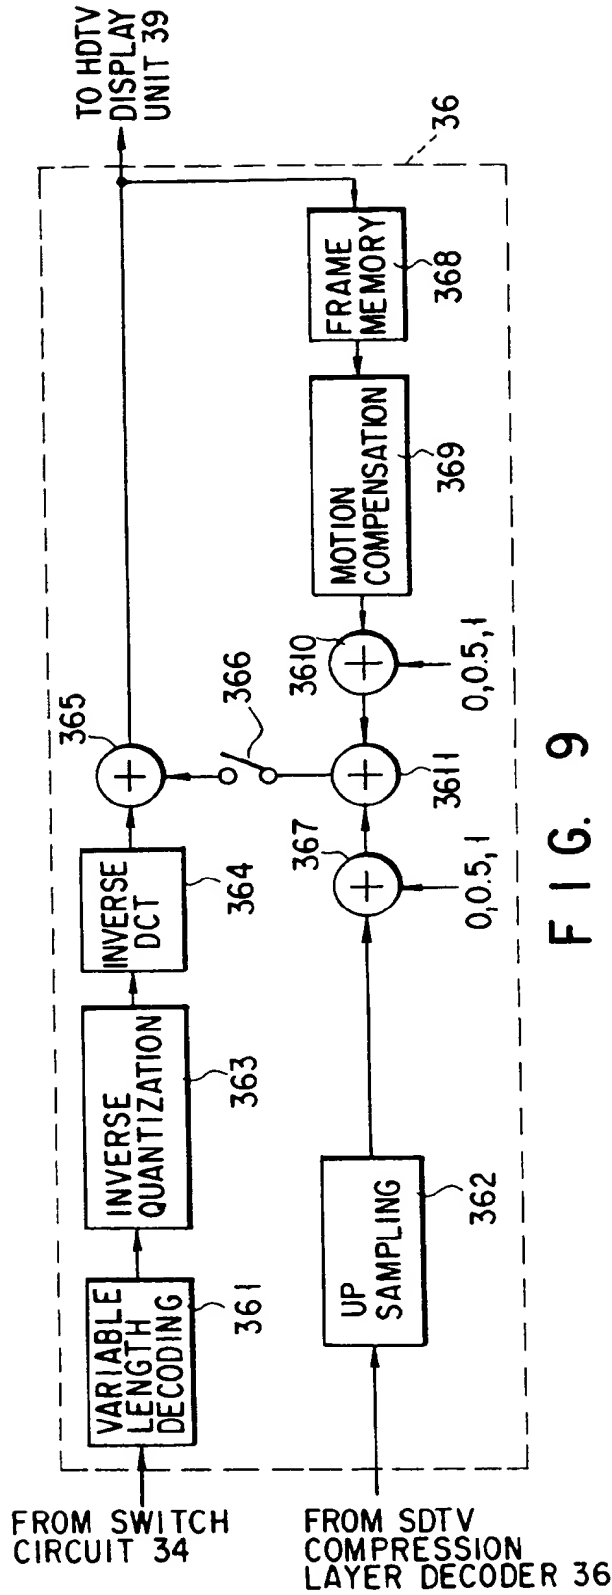 TO HDTV
DISPLAY
UNIT 39
36
365
366
INVERSE
DCT
364
INVERSE
QUANTIZATION
363
VARIABLE
LENGTH
DECODING
361
FROM SWITCH
CIRCUIT 34
FRAME
MEMORY
368
MOTION
COMPENSATION
369
3610
0,0.5,1
3611
367
0,0.5,1
UP
SAMPLING
362
FROM SDTV
COMPRESSION
LAYER DECODER 36
FIG. 9